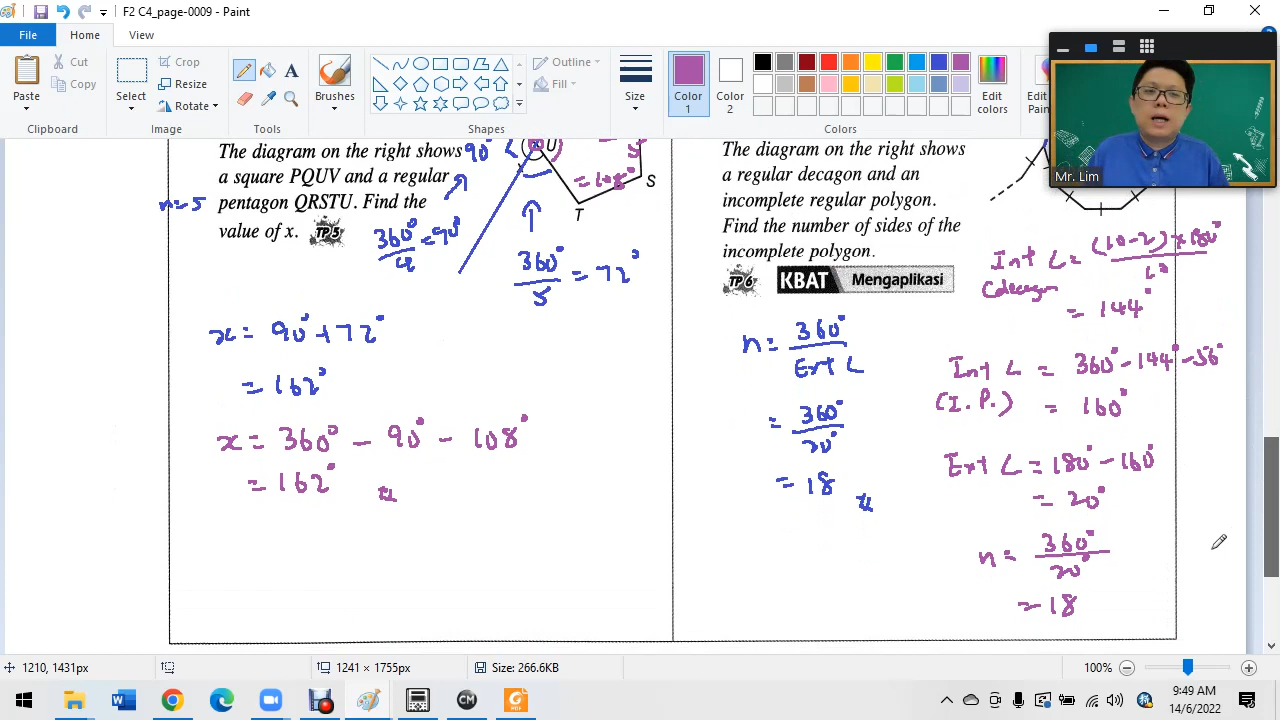 F2 C4_page-0009 - Paint
File Home View
Paste Cut Copy Clipboard
Select Crop Resize Rotate Image
Tools
Brushes
Outline Fill Shapes
Size
Color 1 Color 2
Edit colors
Colors
Edit
Mr. Lim
The diagram on the right shows
a square PQUV and a regular
pentagon QRSTU. Find the
value of x. TP 5
n=5
90°
U
S
T
= 108°
360°/4 = 90°
360°/5 = 72°
x = 90° + 72°
= 162°
x = 360° - 90° - 108°
= 162°
The diagram on the right shows
a regular decagon and an
incomplete regular polygon.
Find the number of sides of the
incomplete polygon.
TP 6 KBAT Mengaplikasi
n = 360°/Ext ∠
= 360°/20°
= 18
Int ∠ = (10-2) × 180°/10
(decagon
= 144°
Int ∠ = 360° - 144° - 56°
(I.P.) = 160°
Ext ∠ = 180° - 160°
= 20°
n = 360°/20°
= 18
1210, 1431px
1241 × 1755px
Size: 266.6KB
100%
9:49 AM
14/6/2022